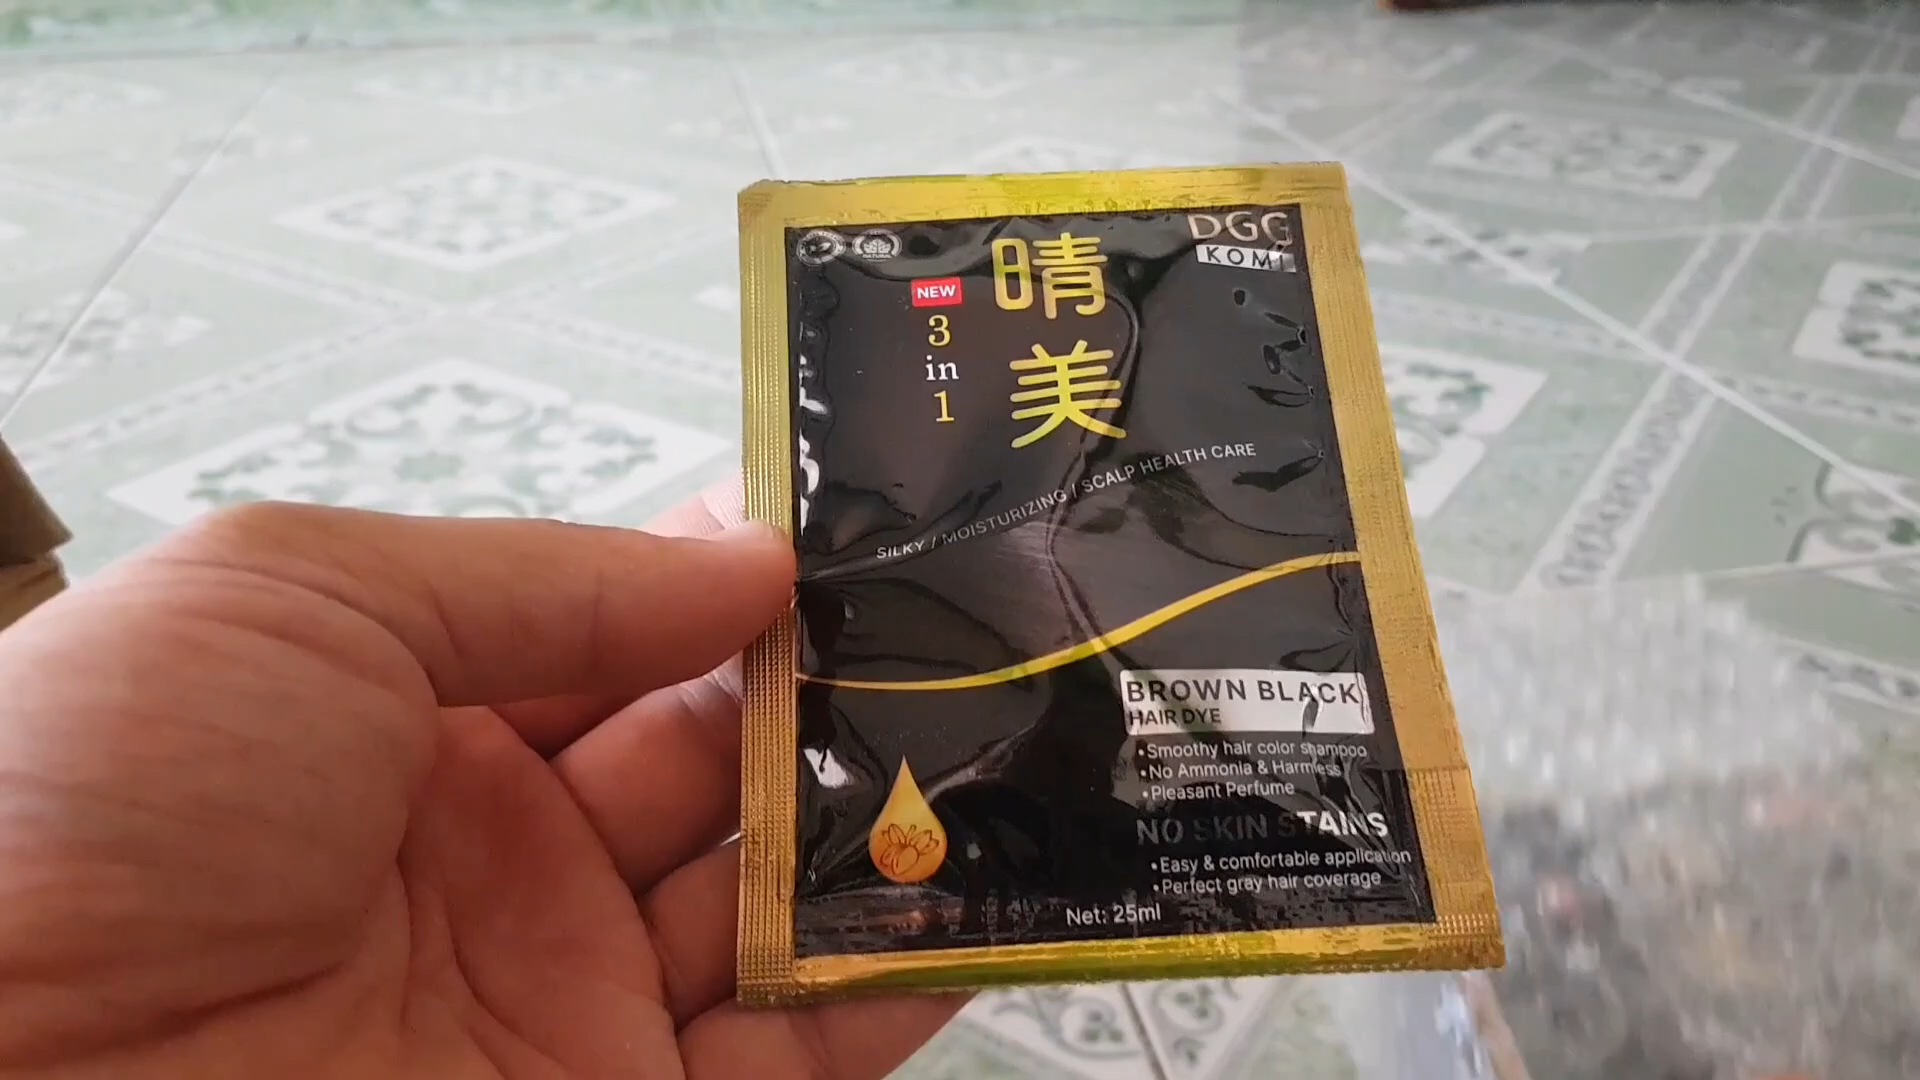 DGG
KOMI
晴美
NEW
3
in
1
SILKY / MOISTURIZING / SCALP HEALTH CARE
BROWN BLACK
HAIR DYE
•Smoothy hair color shampoo
•No Ammonia & Harmless
•Pleasant Perfume
NO SKIN STAINS
•Easy & comfortable application
•Perfect gray hair coverage
Net: 25ml
NATURAL